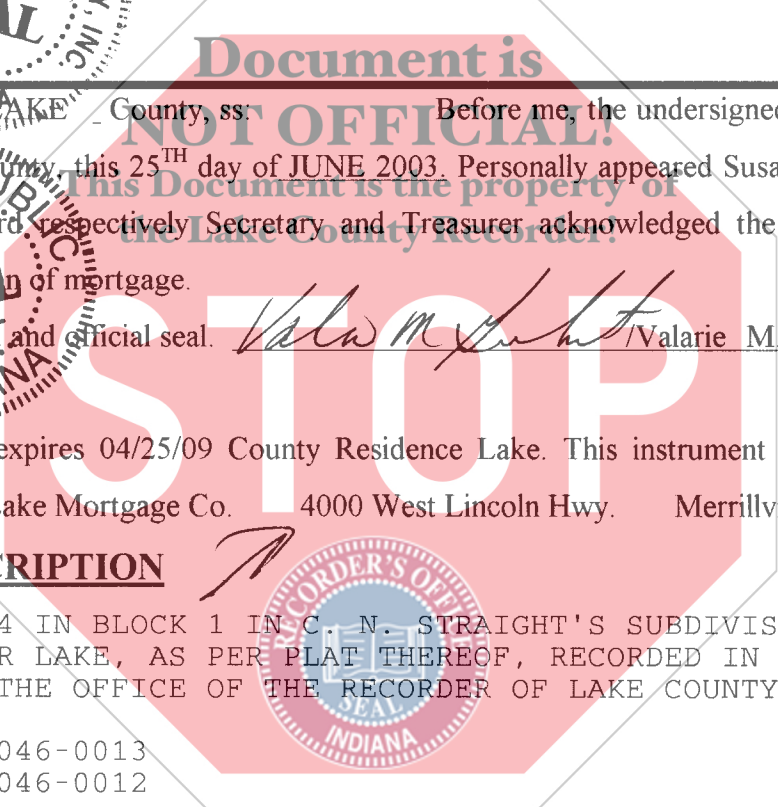 AL
, INC
Document is
NOT OFFICIAL!
This Document is the property of
the Lake County Recorder!
STOP
LAKE County, ss: Before me, the undersigned
unty, this 25TH day of JUNE 2003. Personally appeared Susa
rd respectively Secretary and Treasurer acknowledged the
n of mortgage.
and official seal. /Valarie M.
expires 04/25/09 County Residence Lake. This instrument
ake Mortgage Co. 4000 West Lincoln Hwy. Merrillv
CRIPTION
4 IN BLOCK 1 IN C. N. STRAIGHT'S SUBDIVIS
R LAKE, AS PER PLAT THEREOF, RECORDED IN
THE OFFICE OF THE RECORDER OF LAKE COUNTY
046-0013
046-0012
RECORDER'S OFFICE
SEAL
INDIANA